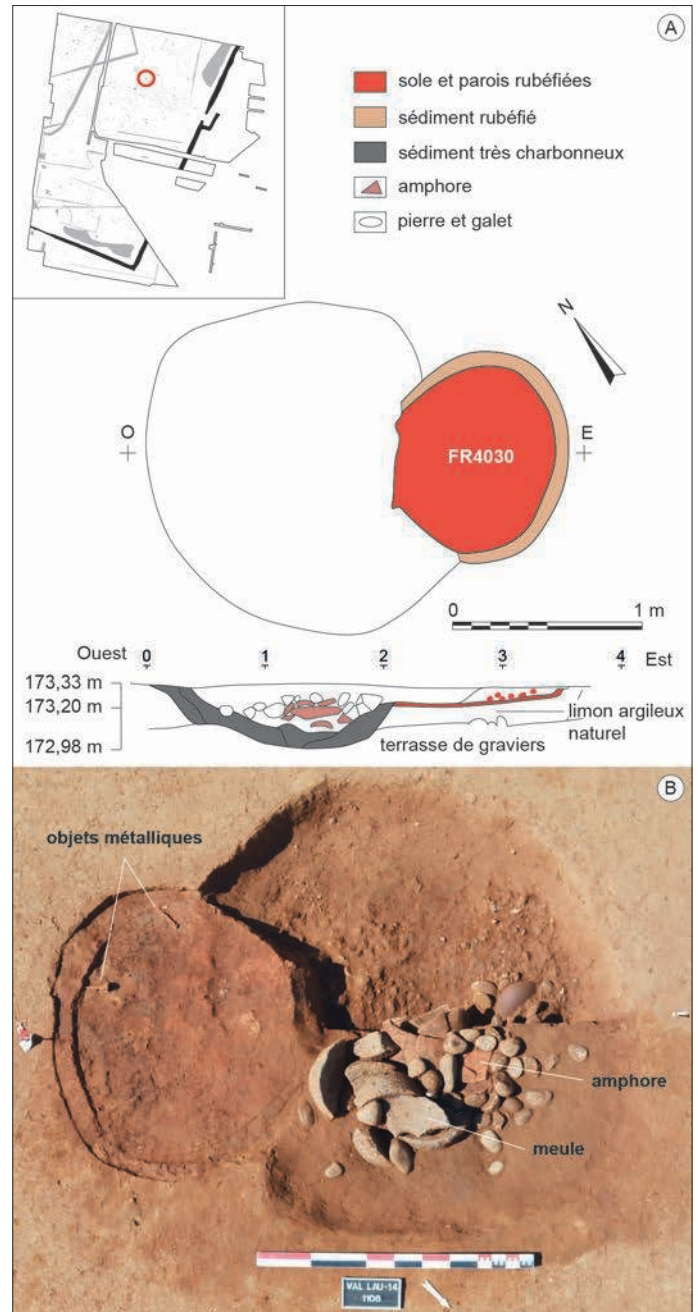 A
sole et parois rubéfiées
sédiment rubéfié
sédiment très charbonneux
amphore
pierre et galet
N
O
E
FR4030
0 1 m
Ouest 0 1 2 3 4 Est
173,33 m
173,20 m
172,98 m
limon argileux
naturel
terrasse de graviers
B
objets métalliques
amphore
meule
VAL LAU-14
1106